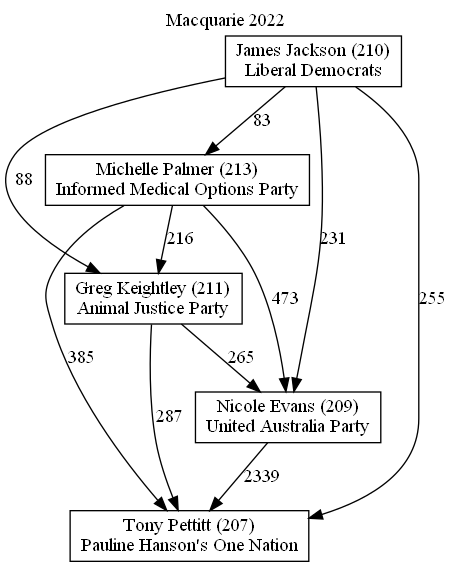 Macquarie 2022
James Jackson (210)
Liberal Democrats
83
Michelle Palmer (213)
Informed Medical Options Party
88
216
231
Greg Keightley (211)
Animal Justice Party
473
255
385
265
Nicole Evans (209)
United Australia Party
287
2339
Tony Pettitt (207)
Pauline Hanson's One Nation